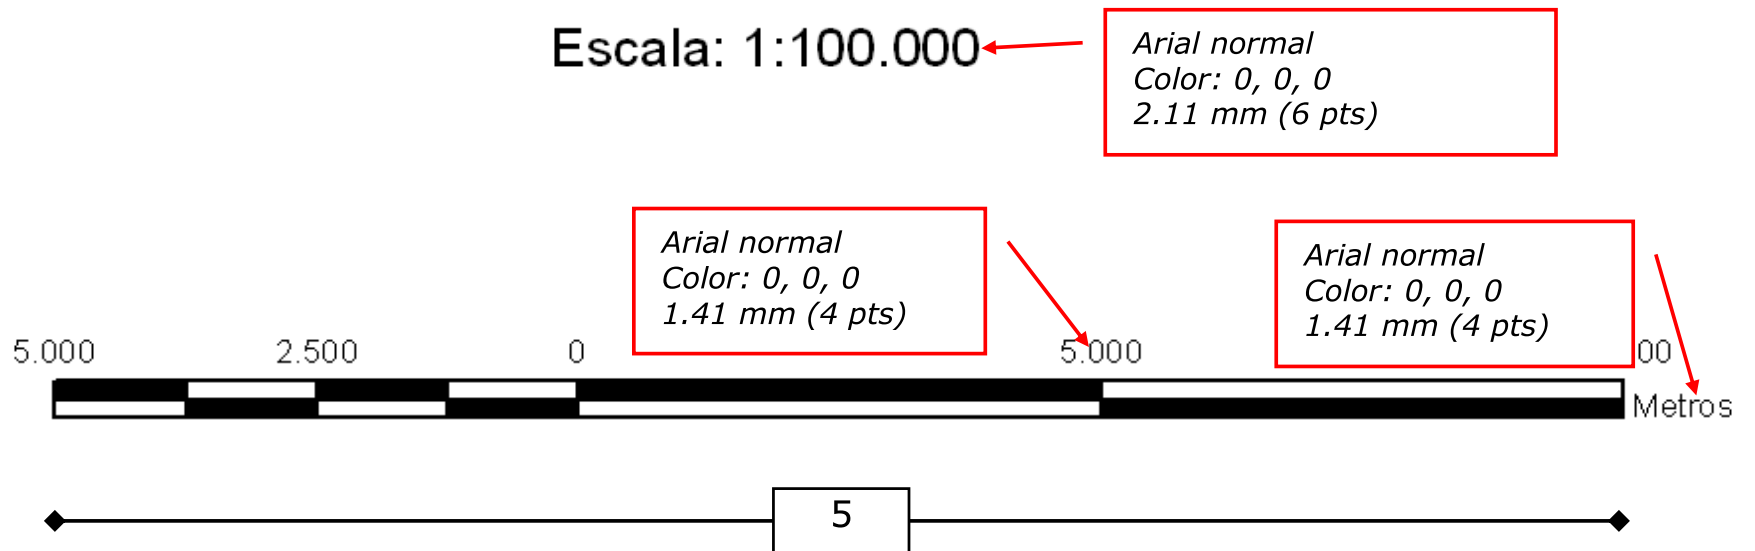 Escala: 1:100.000
Arial normal
Color: 0, 0, 0
2.11 mm (6 pts)
Arial normal
Color: 0, 0, 0
1.41 mm (4 pts)
Arial normal
Color: 0, 0, 0
1.41 mm (4 pts)
5.000 2.500 0 5.000 00
Metros
5